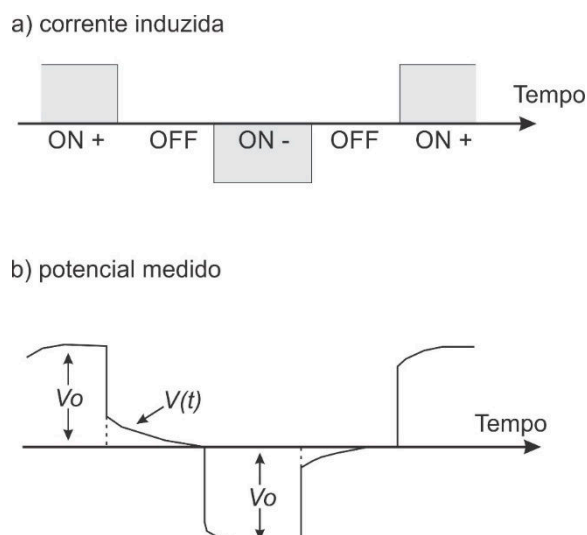 a) corrente induzida
Tempo
ON + OFF ON - OFF ON +
b) potencial medido
Vo V(t) Tempo
Vo